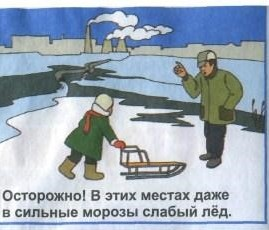 Осторожно! В этих местах даже
в сильные морозы слабый лёд.